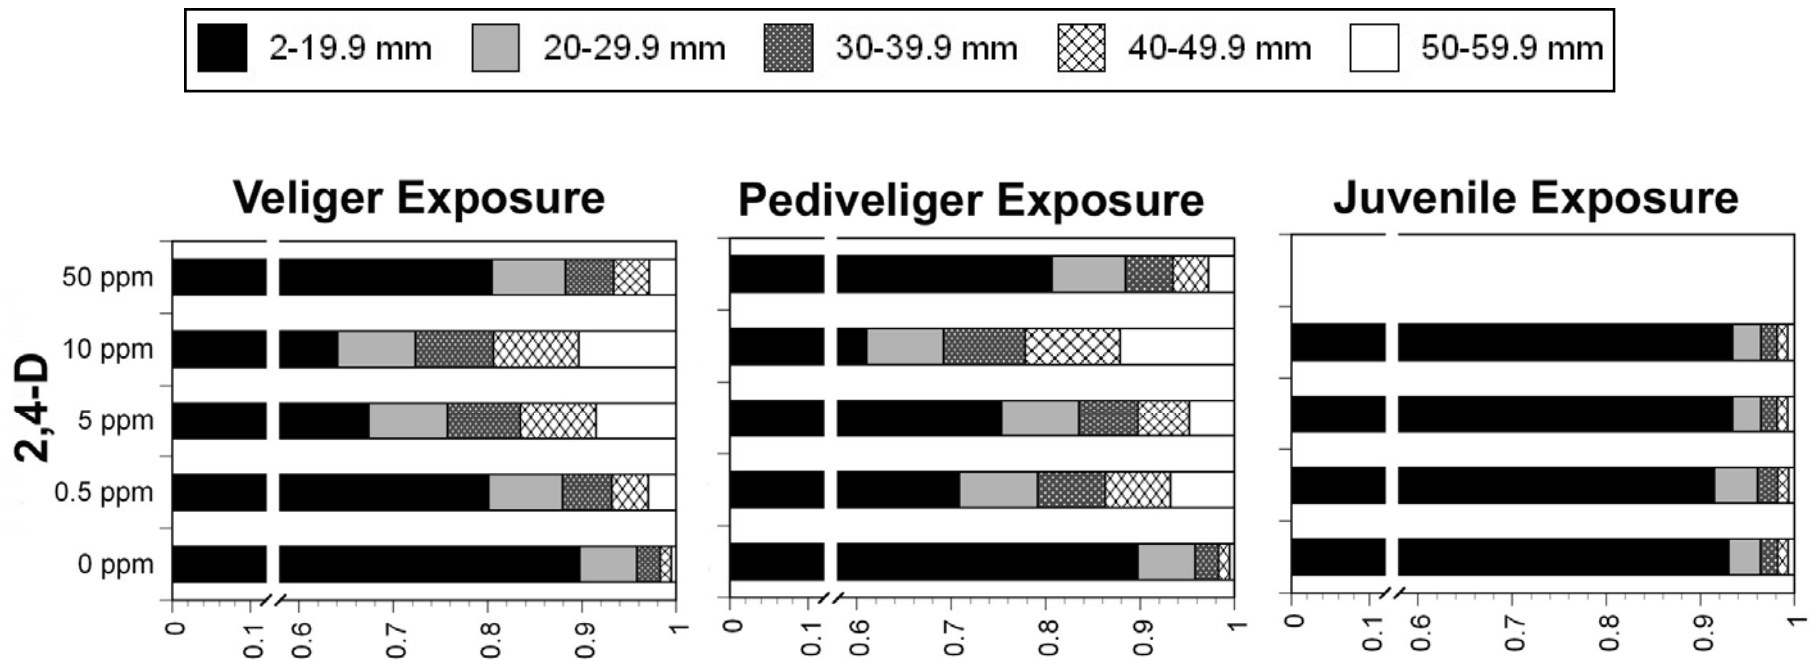 2-19.9 mm 20-29.9 mm 30-39.9 mm 40-49.9 mm 50-59.9 mm
Veliger Exposure Pediveliger Exposure Juvenile Exposure
2,4-D
50 ppm
10 ppm
5 ppm
0.5 ppm
0 ppm
0 0.1 0.6 0.7 0.8 0.9 1 0 0.1 0.6 0.7 0.8 0.9 1 0 0.1 0.6 0.7 0.8 0.9 1